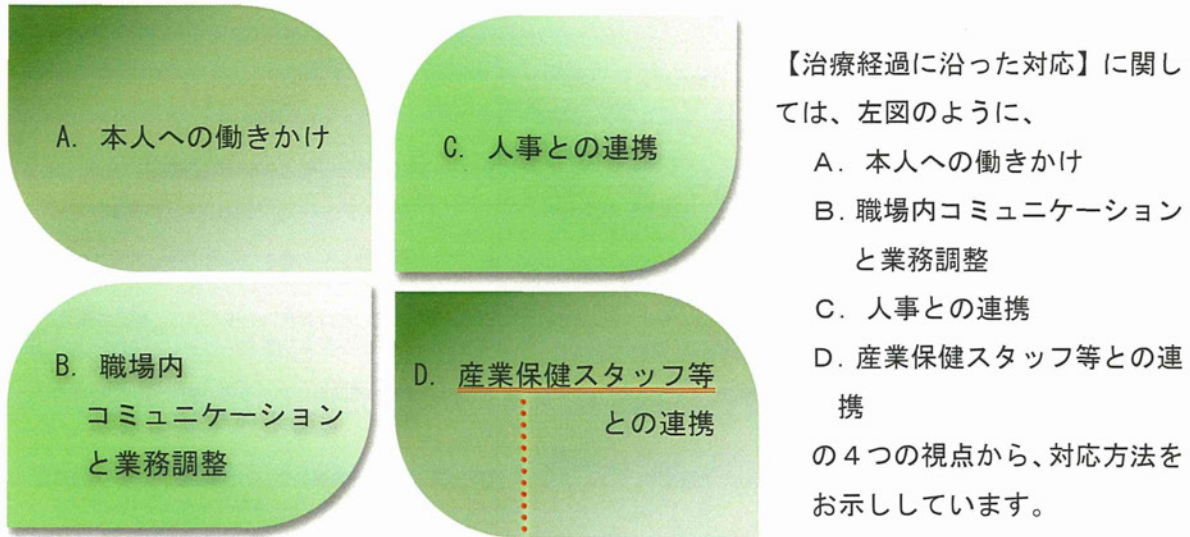 A. 本人への働きかけ
C. 人事との連携
B. 職場内
コミュニケーション
と業務調整
D. 産業保健スタッフ等
との連携
【治療経過に沿った対応】に関し
ては、左図のように、
A. 本人への働きかけ
B. 職場内コミュニケーション
と業務調整
C. 人事との連携
D. 産業保健スタッフ等との連
携
の4つの視点から、対応方法を
お示ししています。